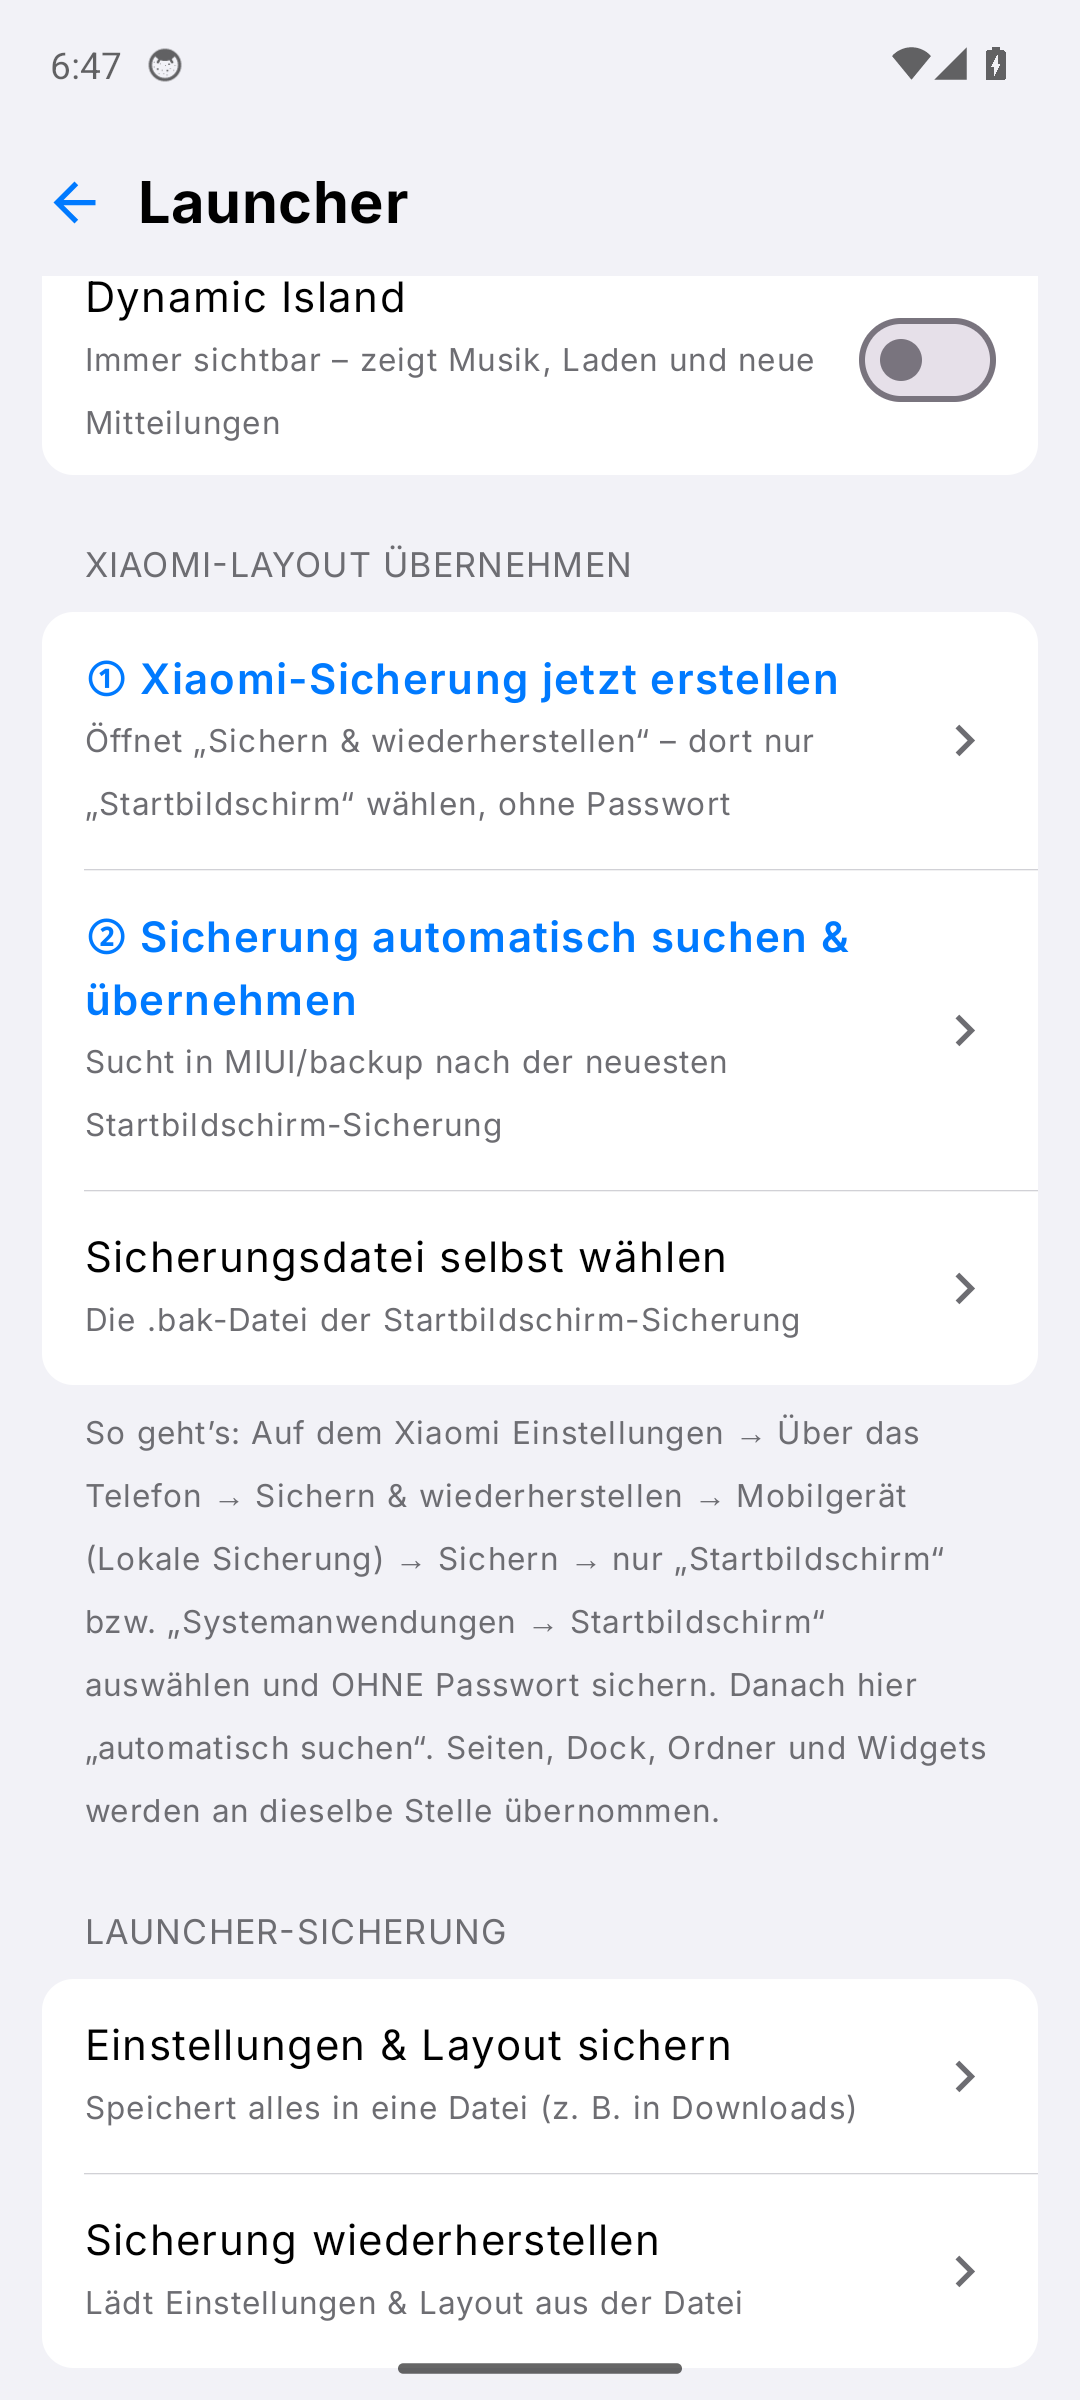 6:47
Launcher
Dynamic Island
Immer sichtbar – zeigt Musik, Laden und neue
Mitteilungen
XIAOMI-LAYOUT ÜBERNEHMEN
① Xiaomi-Sicherung jetzt erstellen
Öffnet „Sichern & wiederherstellen“ – dort nur
„Startbildschirm“ wählen, ohne Passwort
② Sicherung automatisch suchen &
übernehmen
Sucht in MIUI/backup nach der neuesten
Startbildschirm-Sicherung
Sicherungsdatei selbst wählen
Die .bak-Datei der Startbildschirm-Sicherung
So geht’s: Auf dem Xiaomi Einstellungen → Über das
Telefon → Sichern & wiederherstellen → Mobilgerät
(Lokale Sicherung) → Sichern → nur „Startbildschirm“
bzw. „Systemanwendungen → Startbildschirm“
auswählen und OHNE Passwort sichern. Danach hier
„automatisch suchen“. Seiten, Dock, Ordner und Widgets
werden an dieselbe Stelle übernommen.
LAUNCHER-SICHERUNG
Einstellungen & Layout sichern
Speichert alles in eine Datei (z. B. in Downloads)
Sicherung wiederherstellen
Lädt Einstellungen & Layout aus der Datei